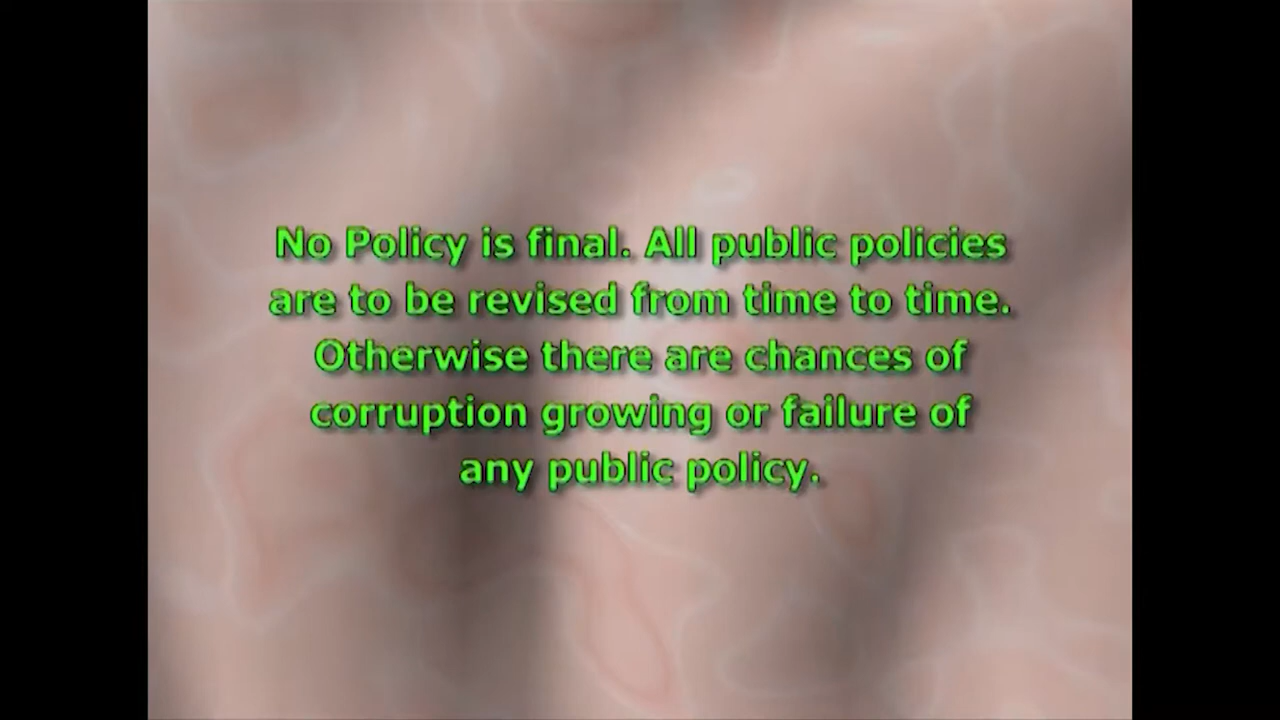 No Policy is final. All public policies
are to be revised from time to time.
Otherwise there are chances of
corruption growing or failure of
any public policy.